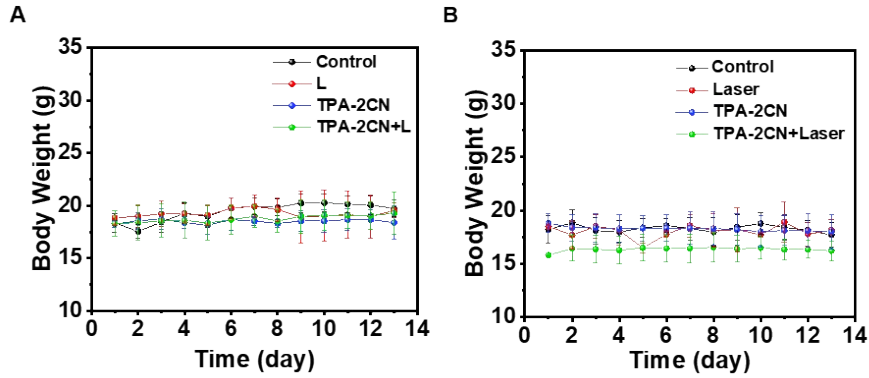 A
Body Weight (g)
35
30
25
20
15
10
0 2 4 6 8 10 12 14
Time (day)
Control
L
TPA-2CN
TPA-2CN+L
B
Body Weight (g)
35
30
25
20
15
10
0 2 4 6 8 10 12 14
Time (day)
Control
Laser
TPA-2CN
TPA-2CN+Laser